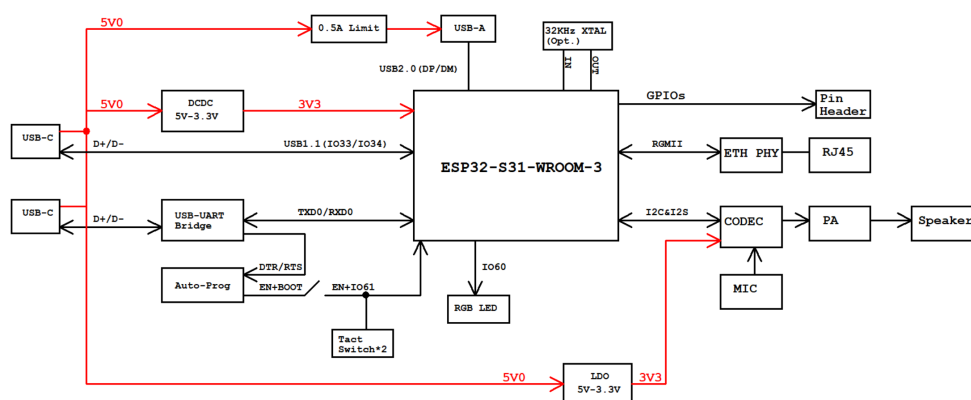 5V0
0.5A Limit
USB-A
32KHz XTAL
(Opt.)
USB2.0(DP/DM)
IN
OUT
5V0
DCDC
5V-3.3V
3V3
GPIOs
Pin
Header
USB-C
D+/D-
USB1.1(IO33/IO34)
ESP32-S31-WROOM-3
RGMII
ETH PHY
RJ45
USB-C
D+/D-
USB-UART
Bridge
TXD0/RXD0
I2C&I2S
CODEC
PA
Speaker
DTR/RTS
IO60
Auto-Prog
EN+BOOT
EN+IO61
MIC
RGB LED
Tact
Switch*2
5V0
LDO
5V-3.3V
3V3